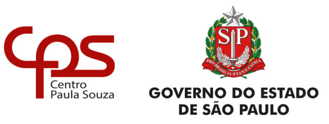 cps
Centro
Paula Souza
SP
GOVERNO DO ESTADO
DE SÃO PAULO